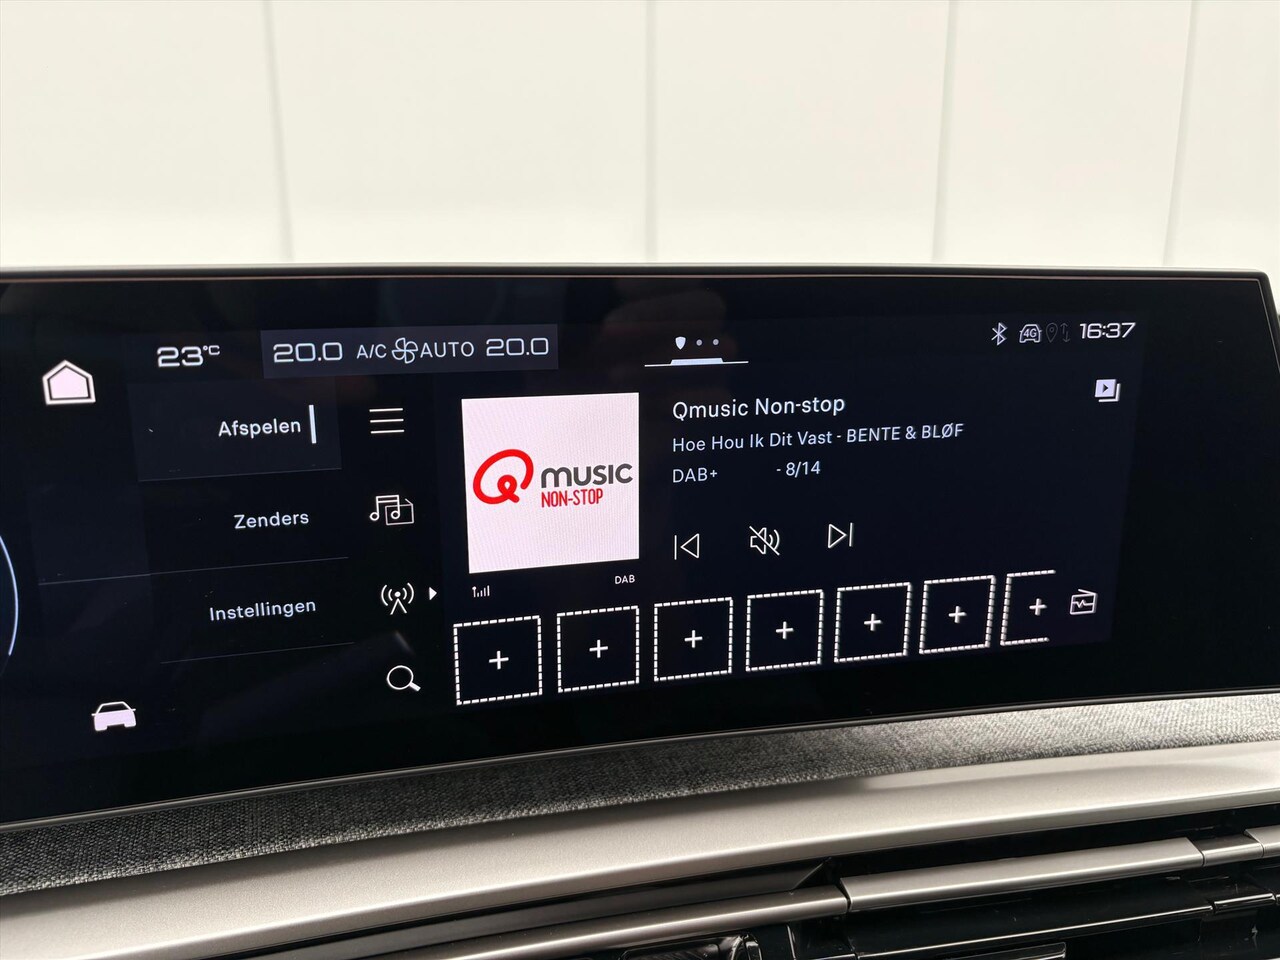 23°C
20.0 A/C AUTO 20.0
4G
16:37
Afspelen
Zenders
Instellingen
Q music
NON-STOP
DAB
Qmusic Non-stop
Hoe Hou Ik Dit Vast - BENTE & BLØF
DAB+ - 8/14
+ + + + + + +